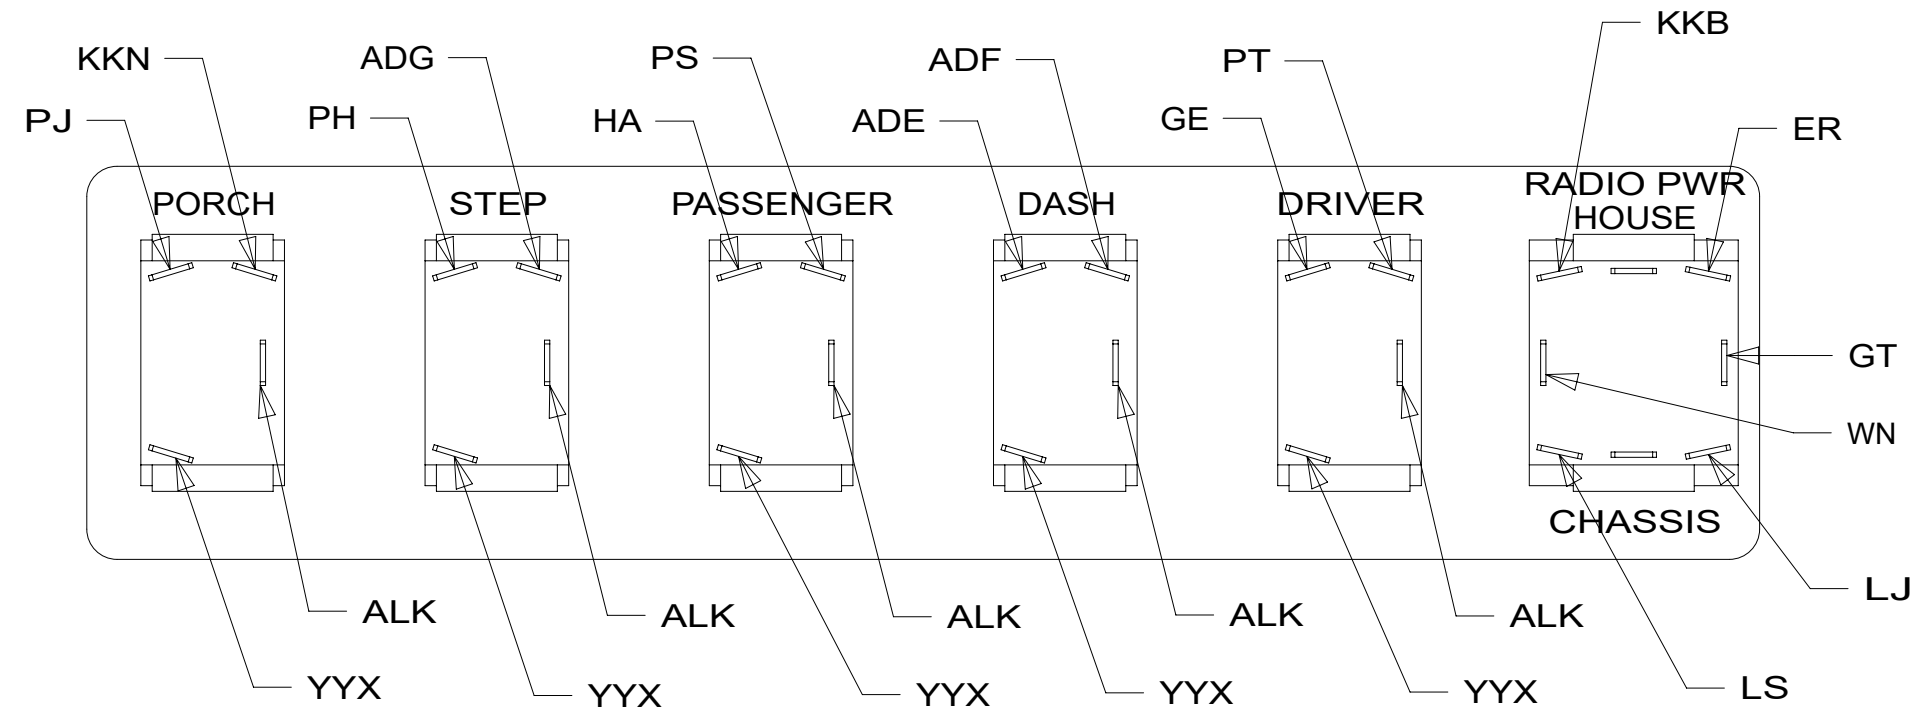 KKB
KKN ADG PS ADF PT
PJ PH HA ADE GE ER
PORCH STEP PASSENGER DASH DRIVER RADIO PWR
HOUSE
GT
WN
CHASSIS
LJ
ALK ALK ALK ALK ALK
YYX YYX YYX YYX YYX LS